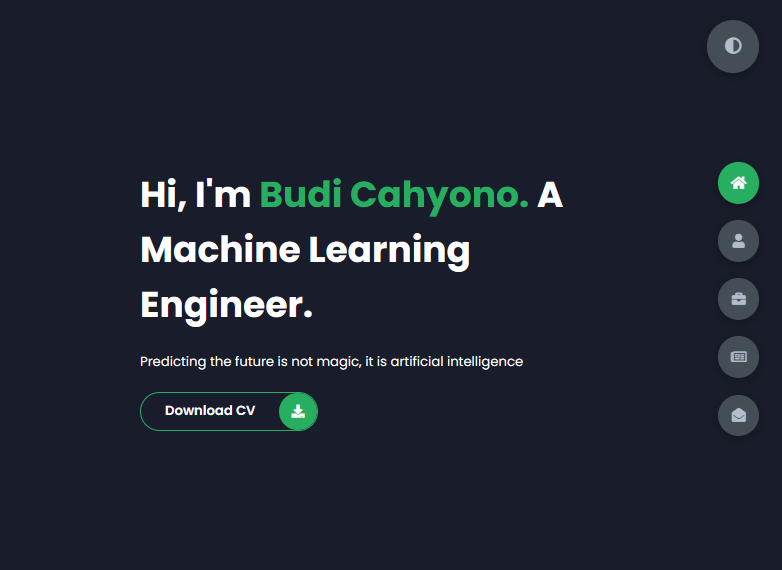 Hi, I'm Budi Cahyono. A
Machine Learning
Engineer.
Predicting the future is not magic, it is artificial intelligence
Download CV